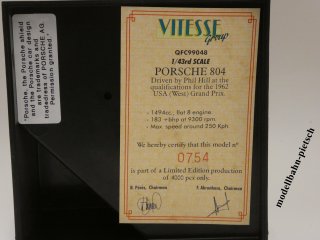 VITESSE
Group
QFC99048
1/43rd SCALE
PORSCHE 804
Driven by Phil Hill at the
qualifications for the 1962
USA (West) Grand Prix.
- 1494cc., flat 8 engine.
- 183 +bhp at 9300 rpm.
- Max. speed around 250 Kph.
We hereby certify that this model nº
0754
is part of a Limited Edition production
of 4000 pcs only.
"Porsche, the Porsche shield
and the Porsche car design
are trademarks and
tradedress of PORSCHE AG.
Permission granted."
modellbahn-pietsch